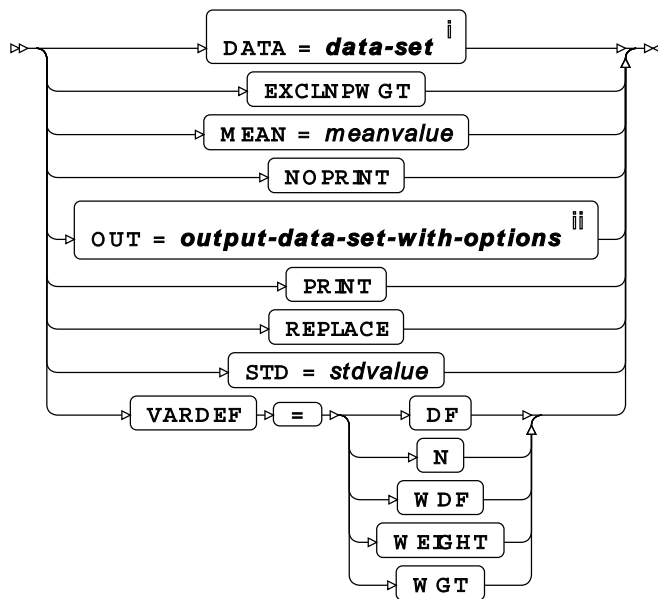 DATA = data-set i
EXCLNPWGT
MEAN = meanvalue
NOPRINT
OUT = output-data-set-with-options ii
PRINT
REPLACE
STD = stdvalue
VARDEF = DF
N
WDF
WEIGHT
WGT